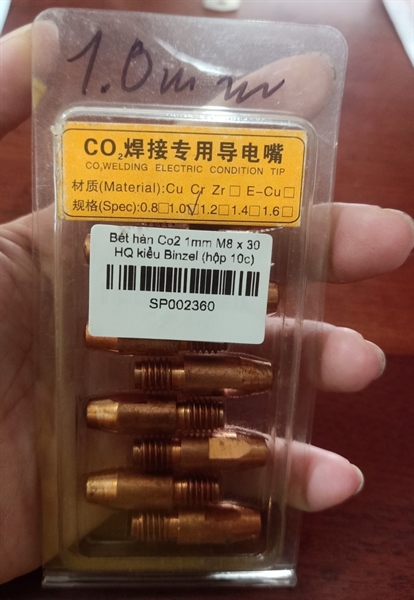 1.0mm
CO₂焊接专用导电嘴
CO₂WELDING ELECTRIC CONDITION TIP
材质(Material):Cu Cr Zr□ E-Cu□
规格(Spec):0.8□1.0☑1.2□1.4□1.6□
Bét hàn Co2 1mm M8 x 30
HQ kiểu Binzel (hộp 10c)
SP002360